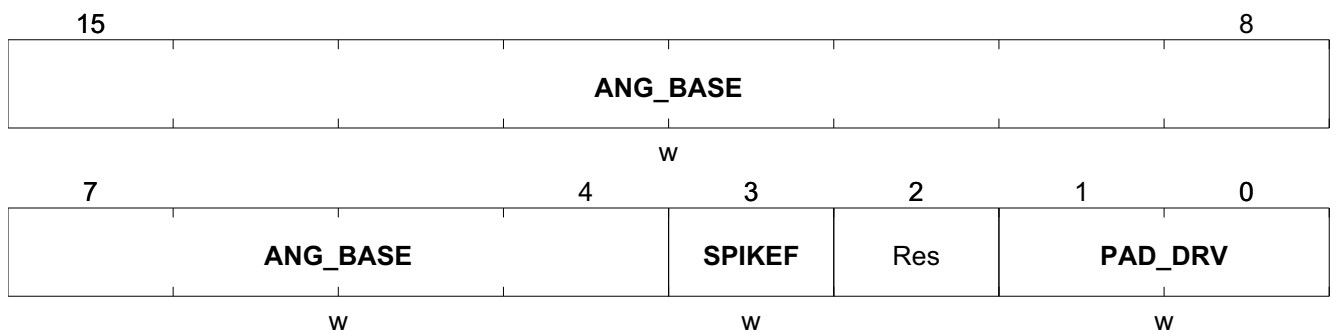 15 8
ANG_BASE
w
7 4 3 2 1 0
ANG_BASE SPIKEF Res PAD_DRV
w w w